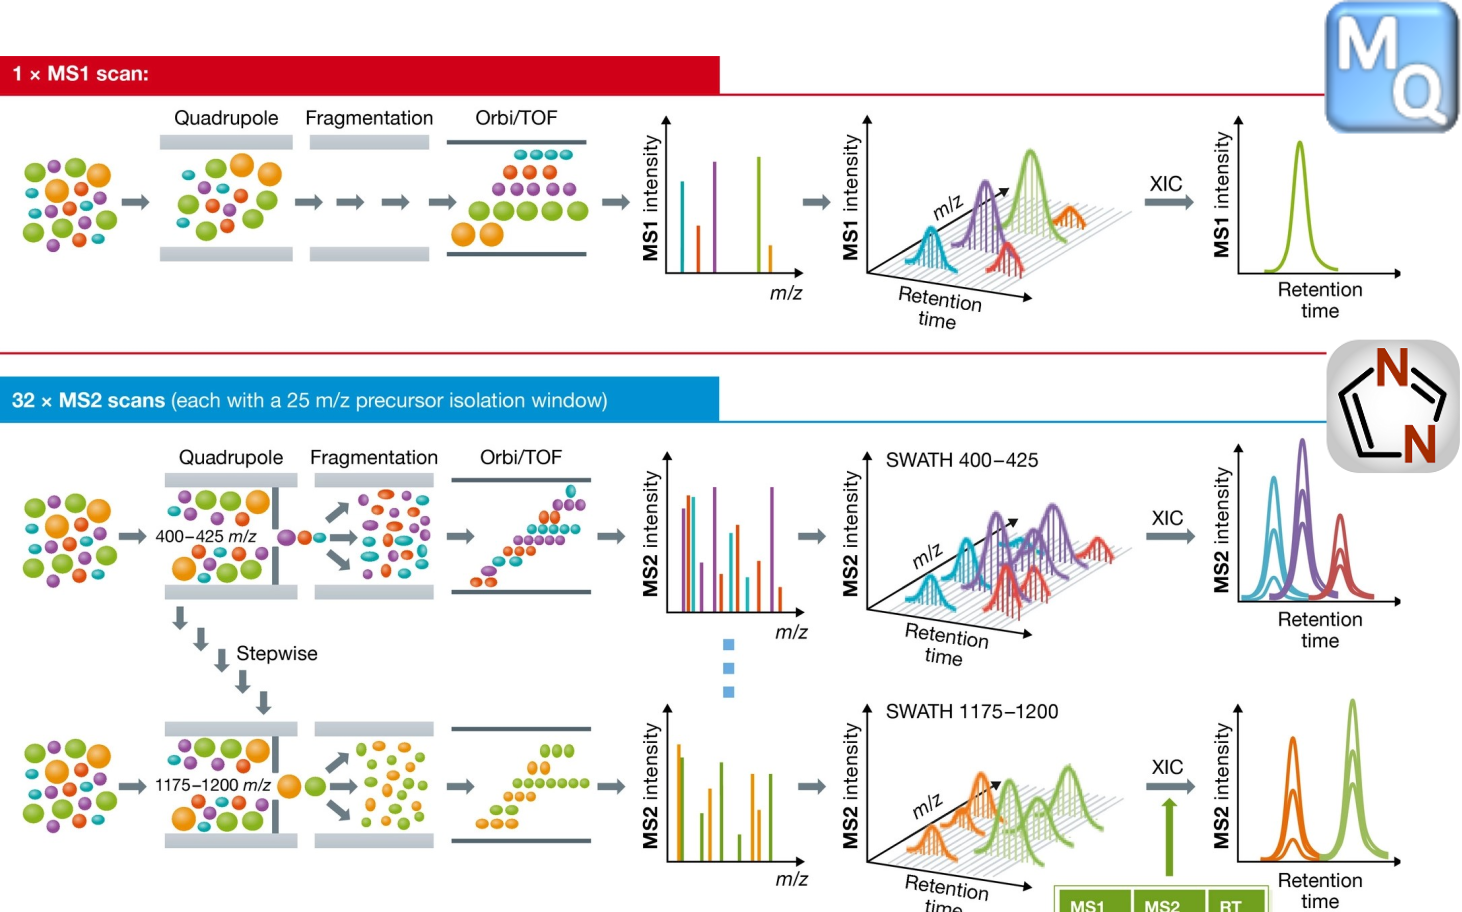 M
Q
1 × MS1 scan:
Quadrupole
Fragmentation
Orbi/TOF
MS1 intensity
m/z
MS1 intensity
m/z
Retention
time
XIC
MS1 intensity
Retention
time
N
N
32 × MS2 scans (each with a 25 m/z precursor isolation window)
Quadrupole
Fragmentation
Orbi/TOF
400–425 m/z
MS2 intensity
m/z
SWATH 400–425
MS2 intensity
m/z
Retention
time
XIC
MS2 intensity
Retention
time
Stepwise
1175–1200 m/z
MS2 intensity
m/z
SWATH 1175–1200
MS2 intensity
m/z
Retention
time
XIC
MS2 intensity
Retention
time
MS1
MS2
RT